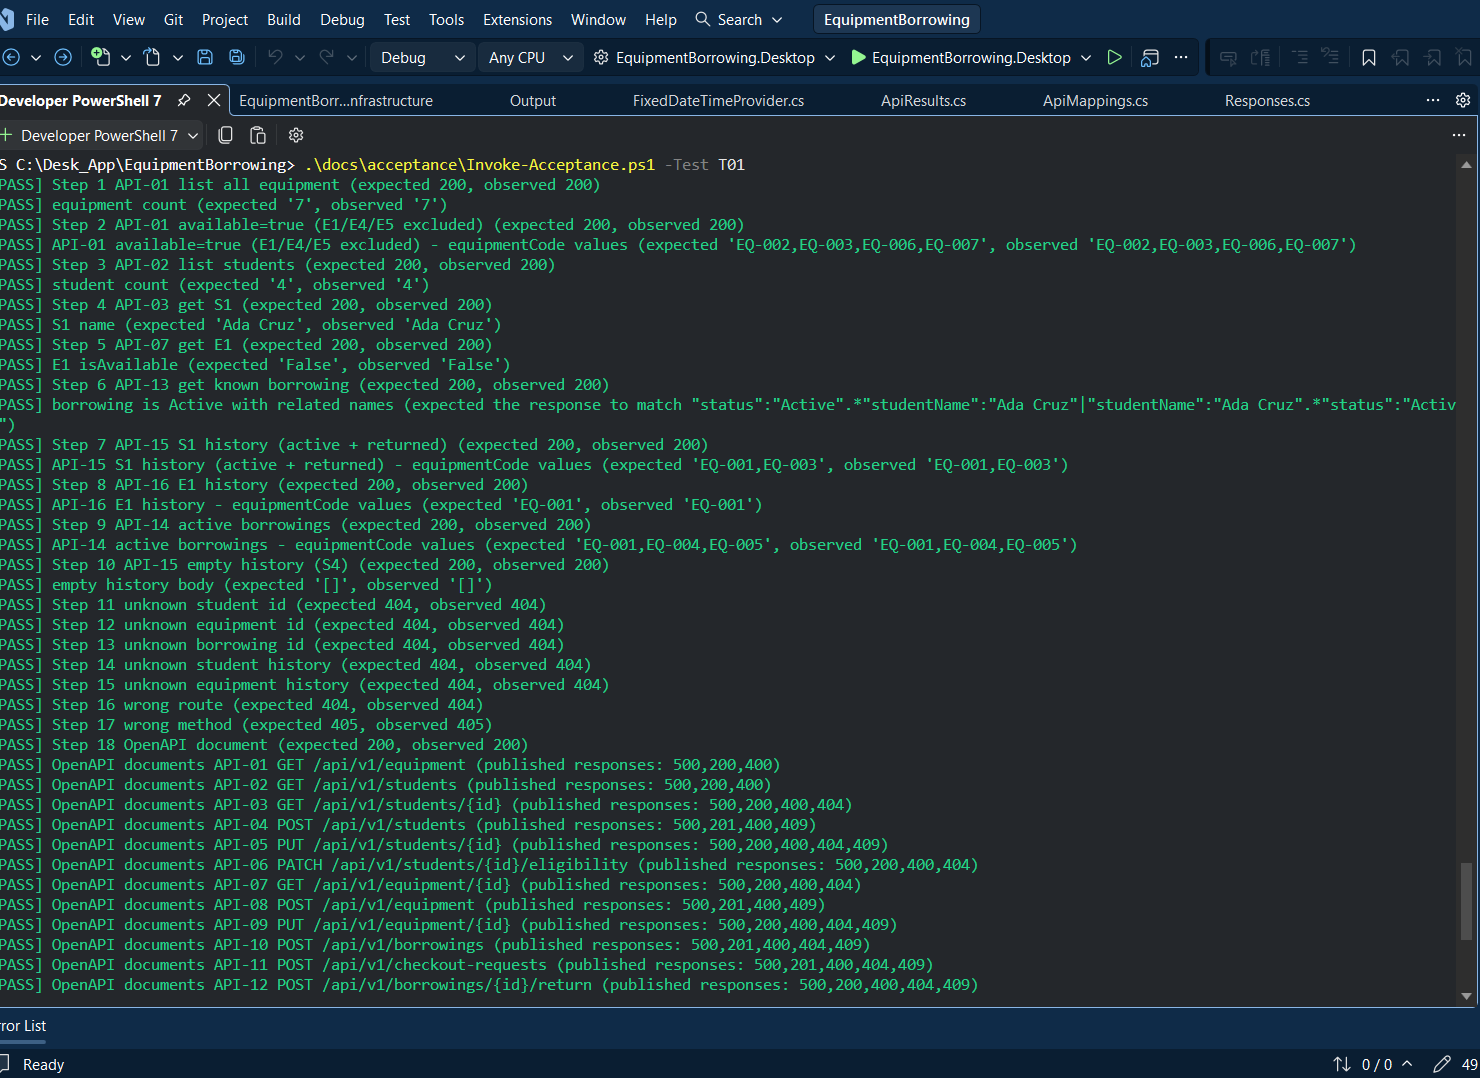 File Edit View Git Project Build Debug Test Tools Extensions Window Help Search EquipmentBorrowing
Debug Any CPU EquipmentBorrowing.Desktop EquipmentBorrowing.Desktop
Developer PowerShell 7 EquipmentBorr...nfrastructure Output FixedDateTimeProvider.cs ApiResults.cs ApiMappings.cs Responses.cs
Developer PowerShell 7
S C:\Desk_App\EquipmentBorrowing> .\docs\acceptance\Invoke-Acceptance.ps1 -Test T01
PASS] Step 1 API-01 list all equipment (expected 200, observed 200)
PASS] equipment count (expected '7', observed '7')
PASS] Step 2 API-01 available=true (E1/E4/E5 excluded) (expected 200, observed 200)
PASS] API-01 available=true (E1/E4/E5 excluded) - equipmentCode values (expected 'EQ-002,EQ-003,EQ-006,EQ-007', observed 'EQ-002,EQ-003,EQ-006,EQ-007')
PASS] Step 3 API-02 list students (expected 200, observed 200)
PASS] student count (expected '4', observed '4')
PASS] Step 4 API-03 get S1 (expected 200, observed 200)
PASS] S1 name (expected 'Ada Cruz', observed 'Ada Cruz')
PASS] Step 5 API-07 get E1 (expected 200, observed 200)
PASS] E1 isAvailable (expected 'False', observed 'False')
PASS] Step 6 API-13 get known borrowing (expected 200, observed 200)
PASS] borrowing is Active with related names (expected the response to match "status":"Active".*"studentName":"Ada Cruz"|"studentName":"Ada Cruz".*"status":"Activ
")
PASS] Step 7 API-15 S1 history (active + returned) (expected 200, observed 200)
PASS] API-15 S1 history (active + returned) - equipmentCode values (expected 'EQ-001,EQ-003', observed 'EQ-001,EQ-003')
PASS] Step 8 API-16 E1 history (expected 200, observed 200)
PASS] API-16 E1 history - equipmentCode values (expected 'EQ-001', observed 'EQ-001')
PASS] Step 9 API-14 active borrowings (expected 200, observed 200)
PASS] API-14 active borrowings - equipmentCode values (expected 'EQ-001,EQ-004,EQ-005', observed 'EQ-001,EQ-004,EQ-005')
PASS] Step 10 API-15 empty history (S4) (expected 200, observed 200)
PASS] empty history body (expected '[]', observed '[]')
PASS] Step 11 unknown student id (expected 404, observed 404)
PASS] Step 12 unknown equipment id (expected 404, observed 404)
PASS] Step 13 unknown borrowing id (expected 404, observed 404)
PASS] Step 14 unknown student history (expected 404, observed 404)
PASS] Step 15 unknown equipment history (expected 404, observed 404)
PASS] Step 16 wrong route (expected 404, observed 404)
PASS] Step 17 wrong method (expected 405, observed 405)
PASS] Step 18 OpenAPI document (expected 200, observed 200)
PASS] OpenAPI documents API-01 GET /api/v1/equipment (published responses: 500,200,400)
PASS] OpenAPI documents API-02 GET /api/v1/students (published responses: 500,200,400)
PASS] OpenAPI documents API-03 GET /api/v1/students/{id} (published responses: 500,200,400,404)
PASS] OpenAPI documents API-04 POST /api/v1/students (published responses: 500,201,400,409)
PASS] OpenAPI documents API-05 PUT /api/v1/students/{id} (published responses: 500,200,400,404,409)
PASS] OpenAPI documents API-06 PATCH /api/v1/students/{id}/eligibility (published responses: 500,200,400,404)
PASS] OpenAPI documents API-07 GET /api/v1/equipment/{id} (published responses: 500,200,400,404)
PASS] OpenAPI documents API-08 POST /api/v1/equipment (published responses: 500,201,400,409)
PASS] OpenAPI documents API-09 PUT /api/v1/equipment/{id} (published responses: 500,200,400,404,409)
PASS] OpenAPI documents API-10 POST /api/v1/borrowings (published responses: 500,201,400,404,409)
PASS] OpenAPI documents API-11 POST /api/v1/checkout-requests (published responses: 500,201,400,404,409)
PASS] OpenAPI documents API-12 POST /api/v1/borrowings/{id}/return (published responses: 500,200,400,404,409)
ror List
Ready 0 / 0 49